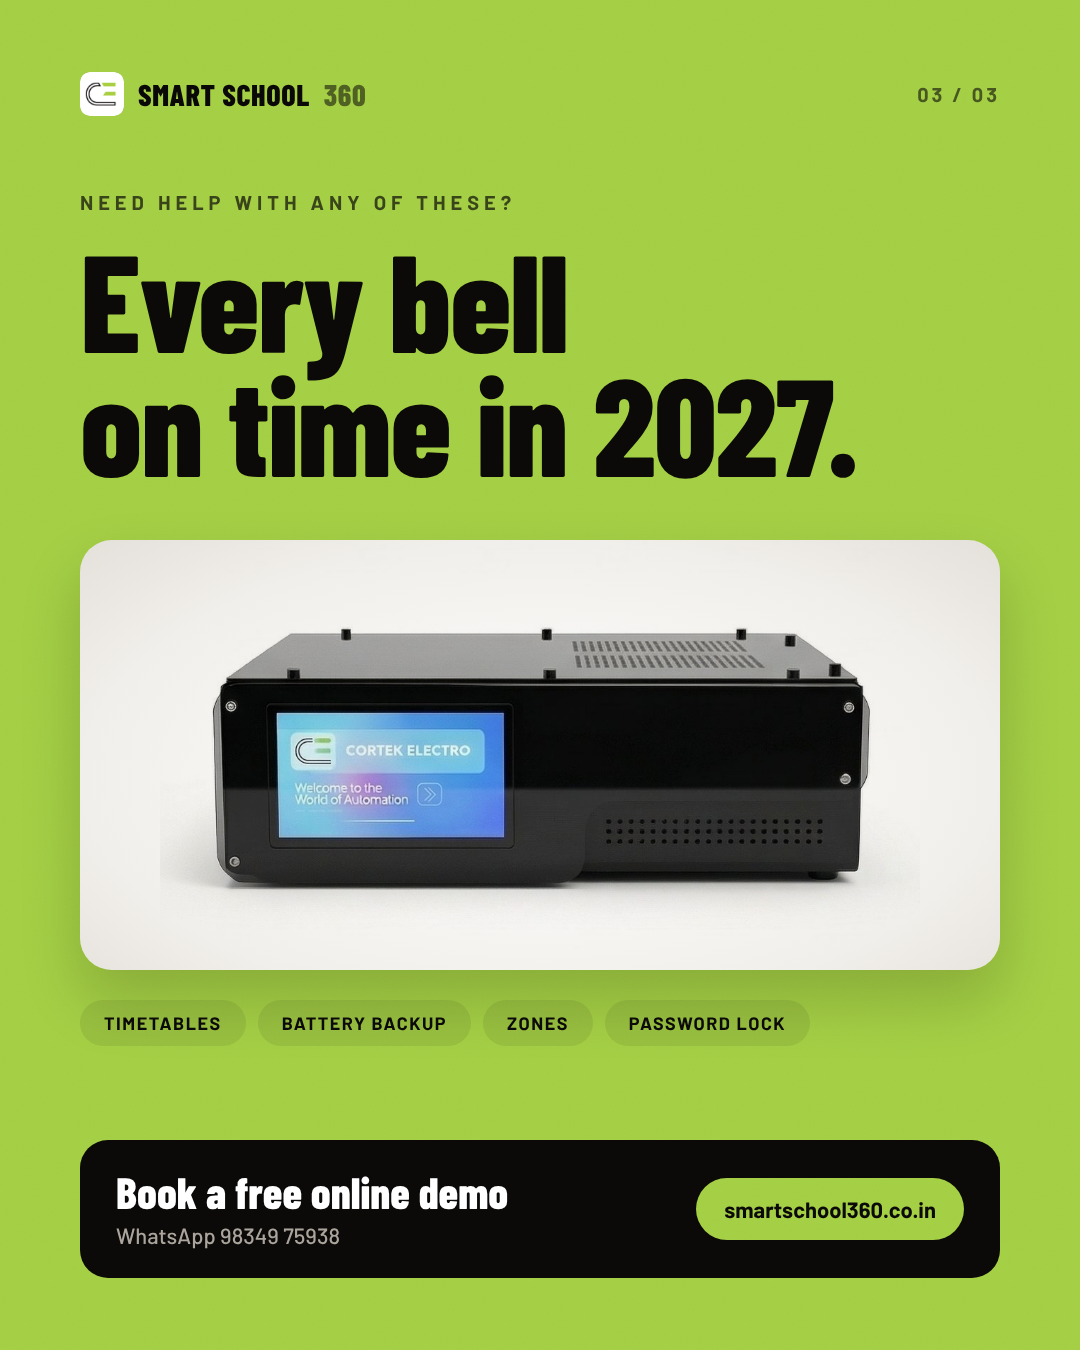 SMART SCHOOL 360
03 / 03
NEED HELP WITH ANY OF THESE?
Every bell
on time in 2027.
CORTEK ELECTRO
Welcome to the
World of Automation
TIMETABLES
BATTERY BACKUP
ZONES
PASSWORD LOCK
Book a free online demo
WhatsApp 98349 75938
smartschool360.co.in